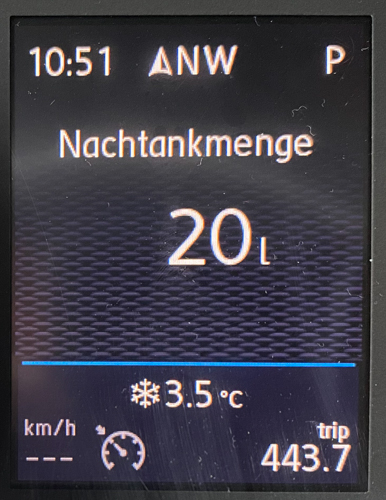 10:51 NW P
Nachtankmenge
20 l
3.5 °C
km/h trip
--- 443.7